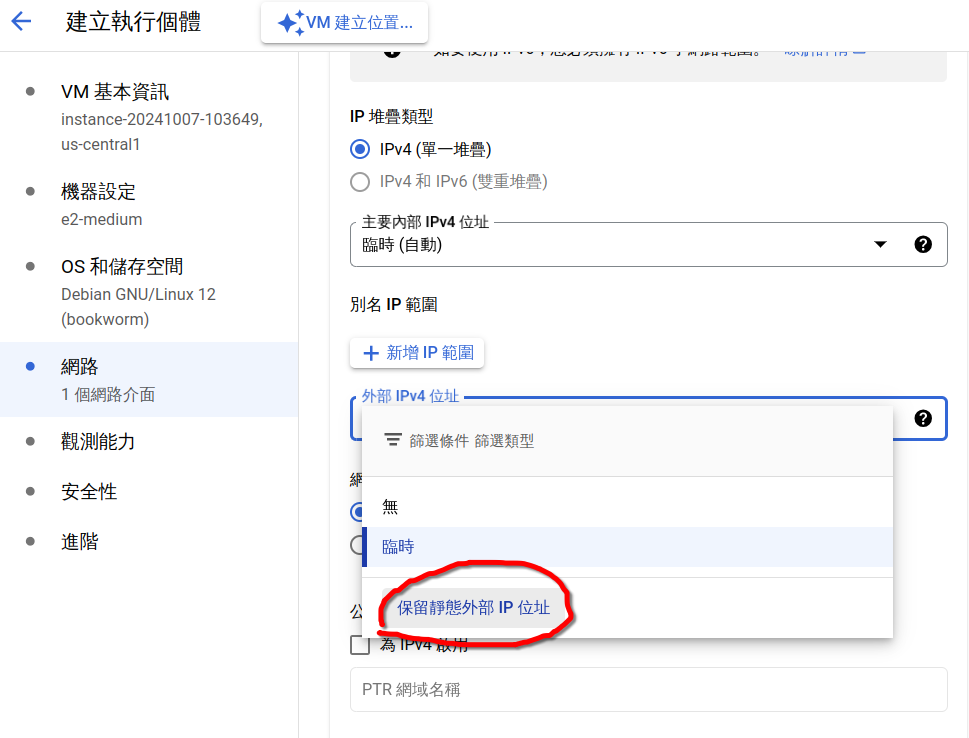 建立執行個體
VM 建立位置...
VM 基本資訊
instance-20241007-103649,
us-central1
機器設定
e2-medium
OS 和儲存空間
Debian GNU/Linux 12
(bookworm)
網路
1 個網路介面
觀測能力
安全性
進階
IP 堆疊類型
IPv4 (單一堆疊)
IPv4 和 IPv6 (雙重堆疊)
主要內部 IPv4 位址
臨時 (自動)
別名 IP 範圍
新增 IP 範圍
外部 IPv4 位址
篩選條件 篩選類型
網
無
臨時
保留靜態外部 IP 位址
公
為 IPv4 啟用
PTR 網域名稱